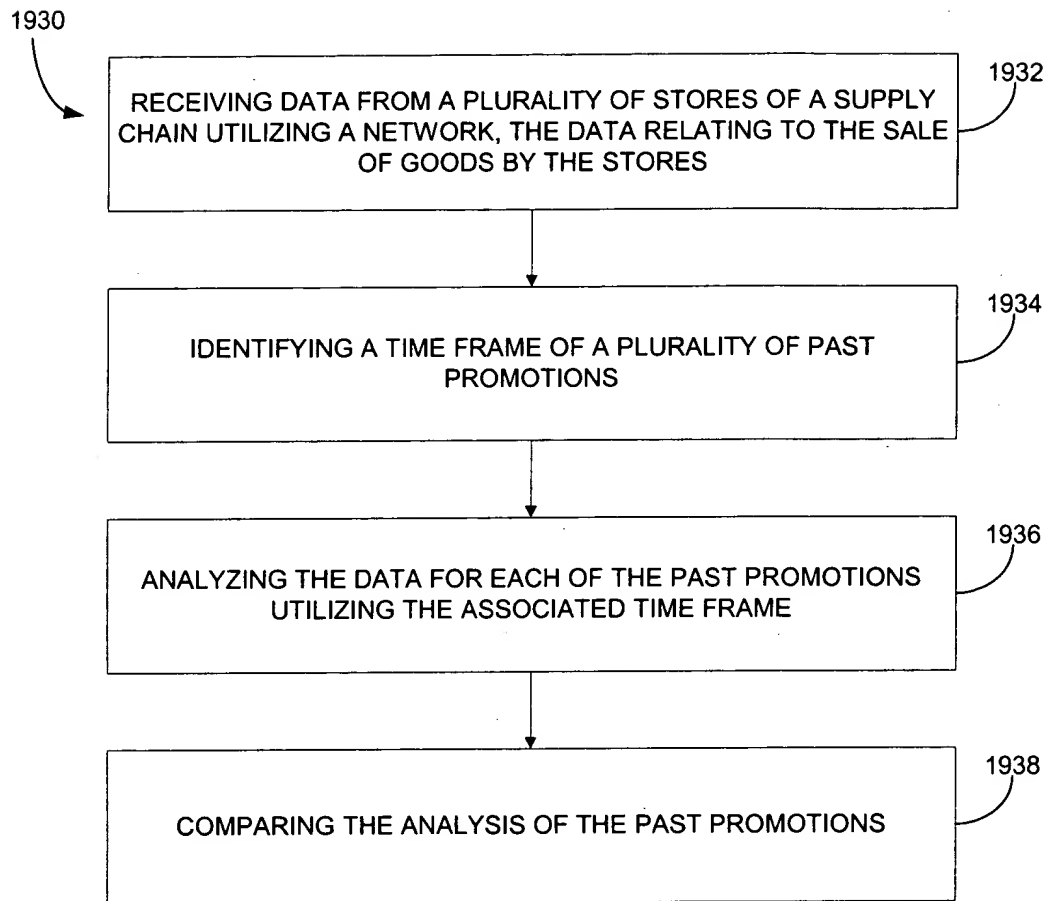 1930
1932
RECEIVING DATA FROM A PLURALITY OF STORES OF A SUPPLY
CHAIN UTILIZING A NETWORK, THE DATA RELATING TO THE SALE
OF GOODS BY THE STORES
1934
IDENTIFYING A TIME FRAME OF A PLURALITY OF PAST
PROMOTIONS
1936
ANALYZING THE DATA FOR EACH OF THE PAST PROMOTIONS
UTILIZING THE ASSOCIATED TIME FRAME
1938
COMPARING THE ANALYSIS OF THE PAST PROMOTIONS